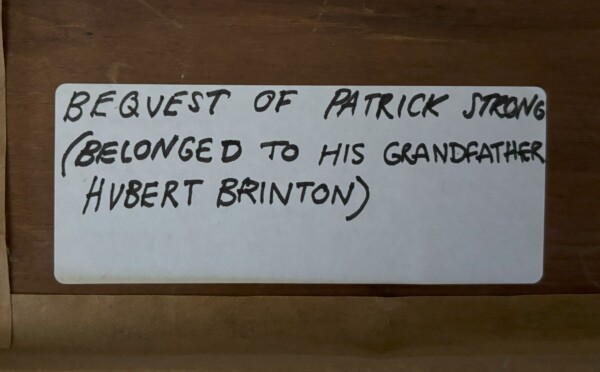 BEQUEST OF PATRICK STRONG
(BELONGED TO HIS GRANDFATHER
HUBERT BRINTON)